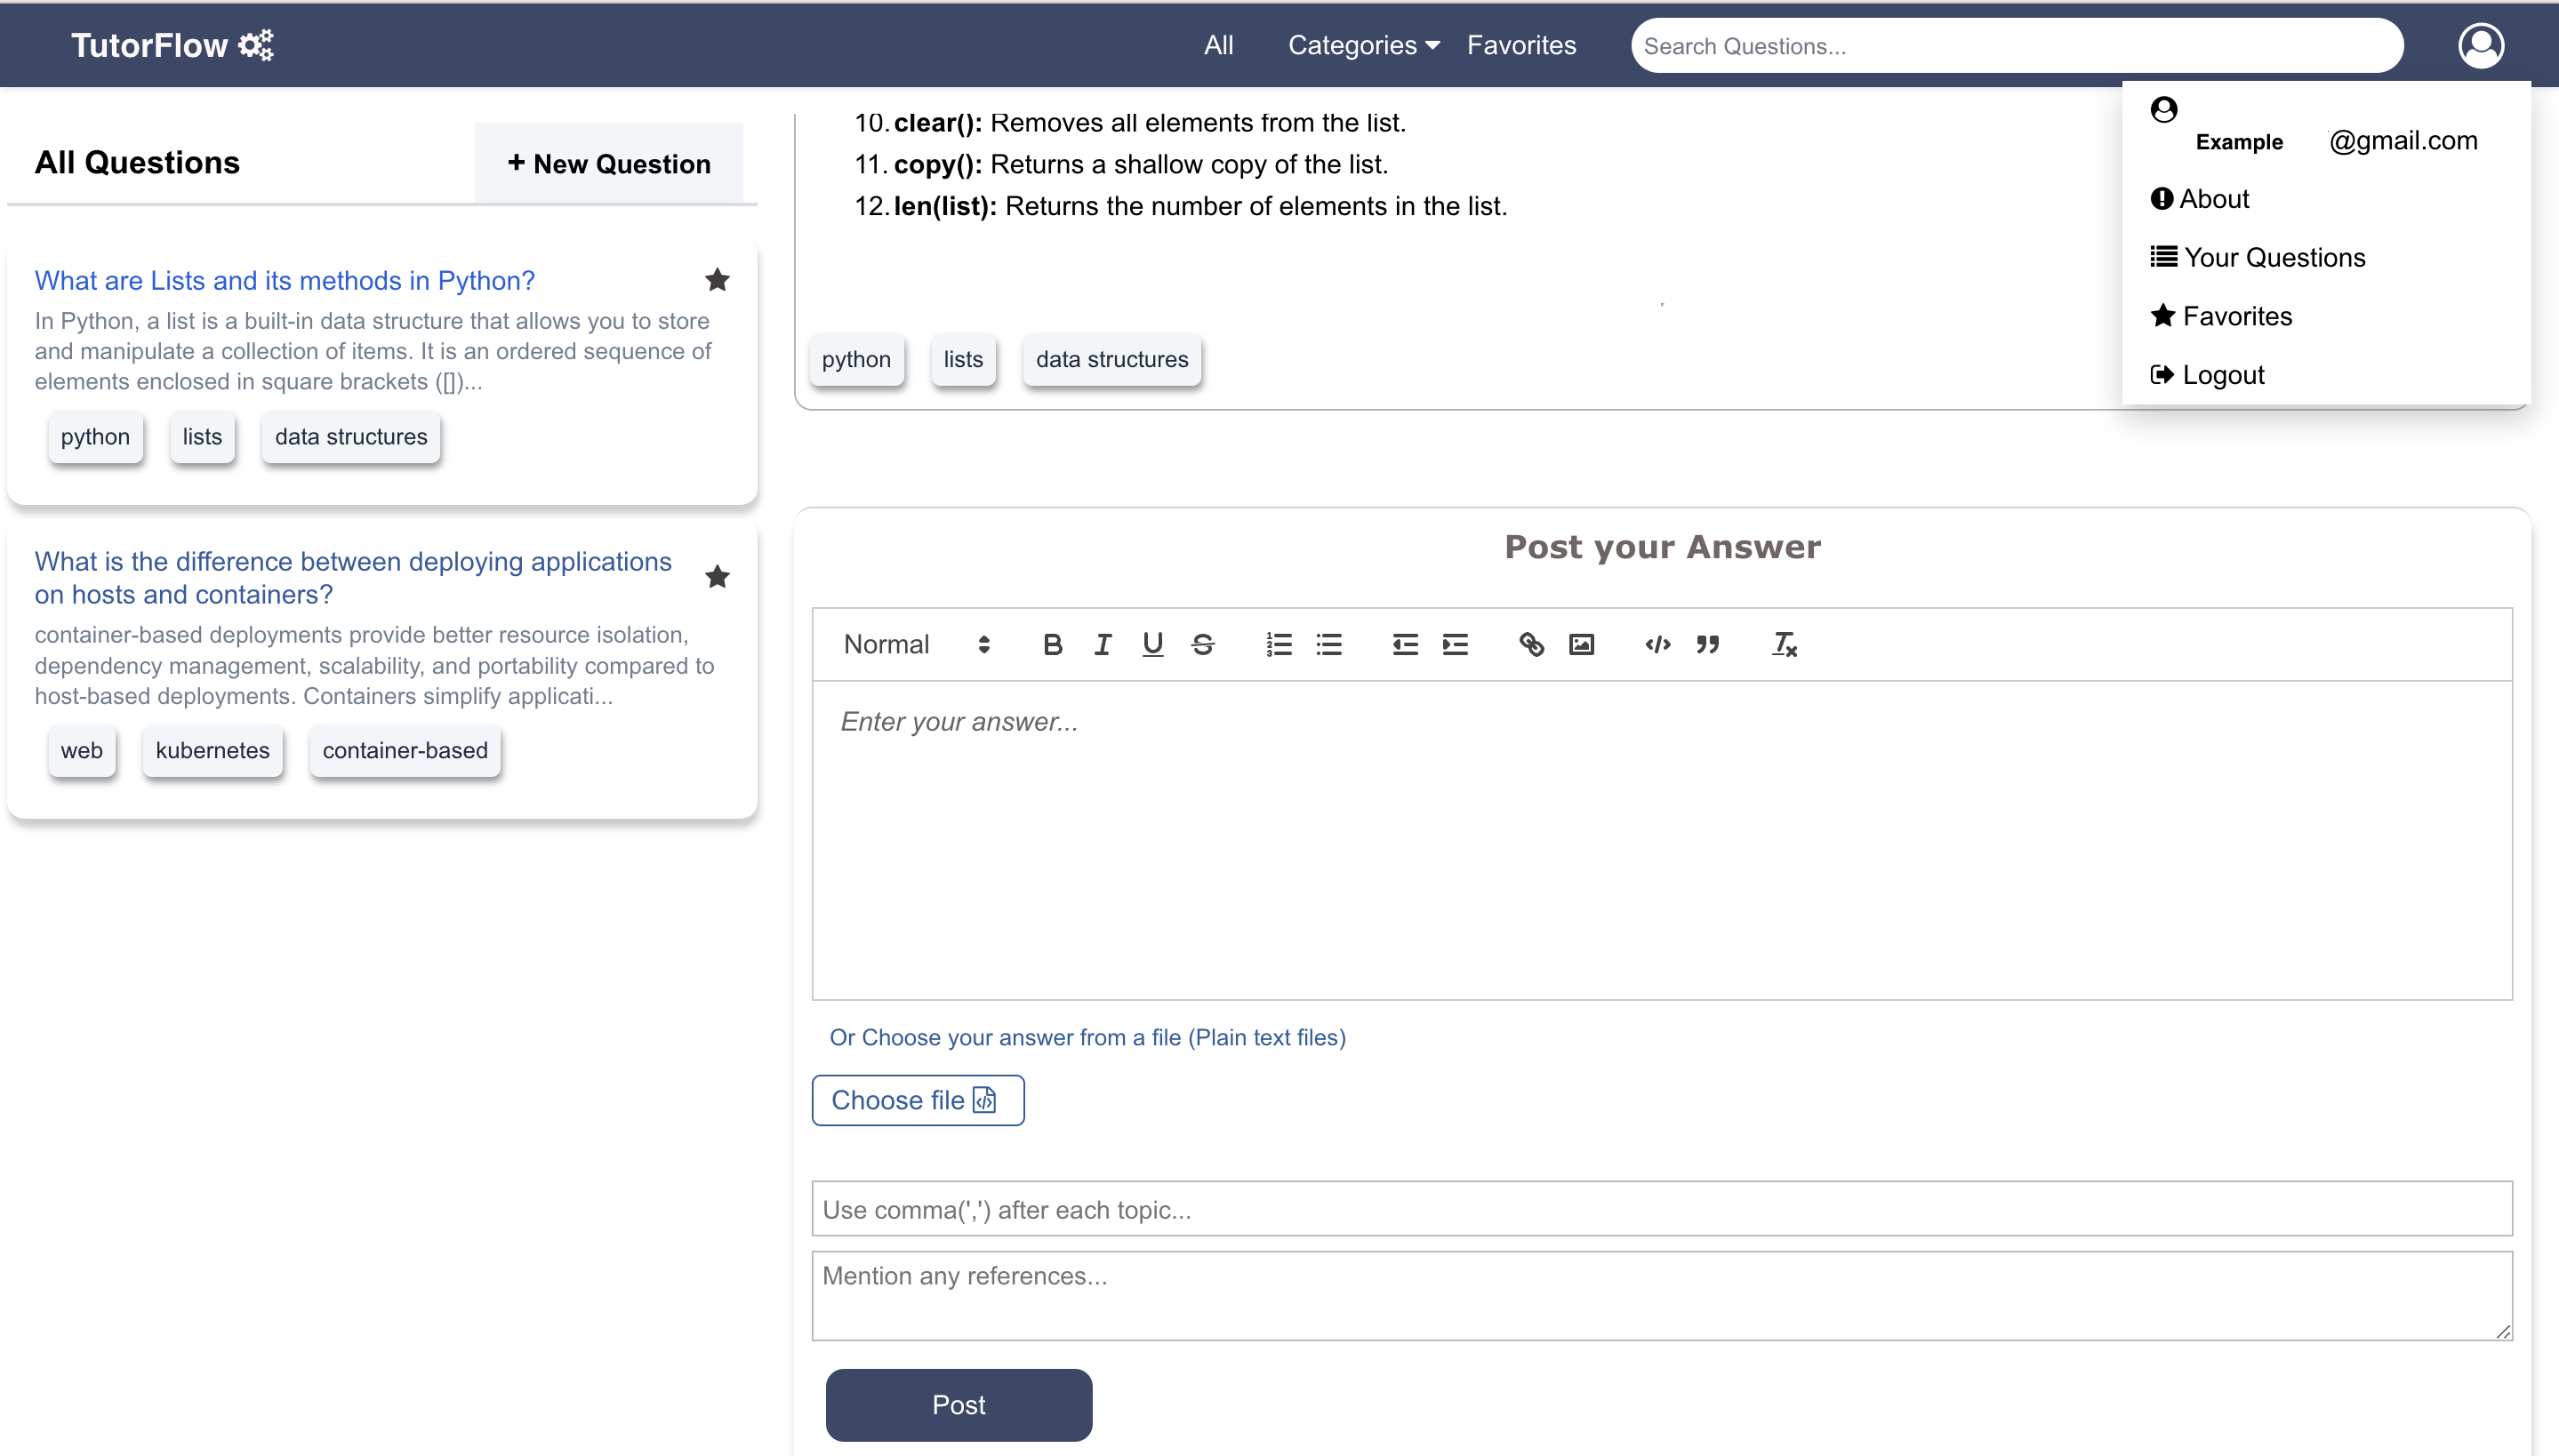 TutorFlow
All
Categories
Favorites
Search Questions...
All Questions
+ New Question
What are Lists and its methods in Python?
In Python, a list is a built-in data structure that allows you to store
and manipulate a collection of items. It is an ordered sequence of
elements enclosed in square brackets ([])...
python
lists
data structures
What is the difference between deploying applications
on hosts and containers?
container-based deployments provide better resource isolation,
dependency management, scalability, and portability compared to
host-based deployments. Containers simplify applicati...
web
kubernetes
container-based
10. clear(): Removes all elements from the list.
11. copy(): Returns a shallow copy of the list.
12. len(list): Returns the number of elements in the list.
python
lists
data structures
Example @gmail.com
About
Your Questions
Favorites
Logout
Post your Answer
Normal
Enter your answer...
Or Choose your answer from a file (Plain text files)
Choose file
Use comma(',') after each topic...
Mention any references...
Post